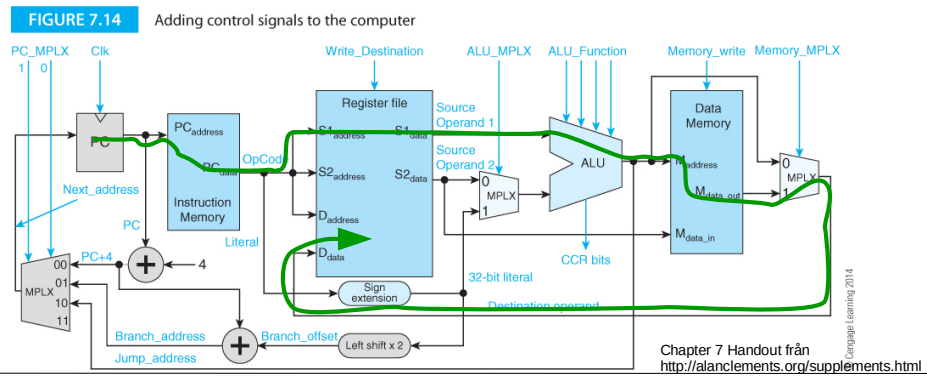 FIGURE 7.14 Adding control signals to the computer
PC_MPLX
1 0
Clk
Write_Destination
ALU_MPLX
ALU_Function
Memory_write
Memory_MPLX
PC
PCaddress
PCdata
Instruction
Memory
OpCode
Register file
S1address
S1data
S2address
S2data
Daddress
Ddata
Source
Operand 1
Source
Operand 2
0
MPLX
1
ALU
CCR bits
Data
Memory
Maddress
Mdata_out
Mdata_in
0
MPLX
1
Next_address
PC
Literal
PC+4
+
4
00
01
MPLX
10
11
Sign
extension
32-bit literal
Destination operand
Branch_address
+
Branch_offset
Left shift x 2
Jump_address
© Cengage Learning 2014
Chapter 7 Handout från
http://alanclements.org/supplements.html